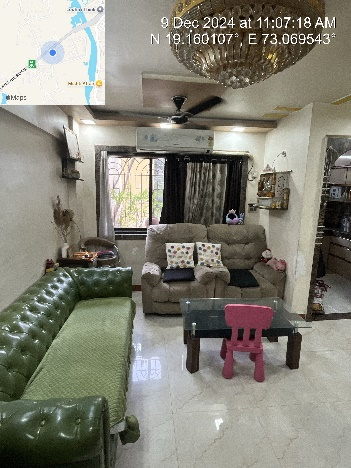 9 Dec 2024 at 11:07:18 AM
N 19.160107°, E 73.069543°
Maps